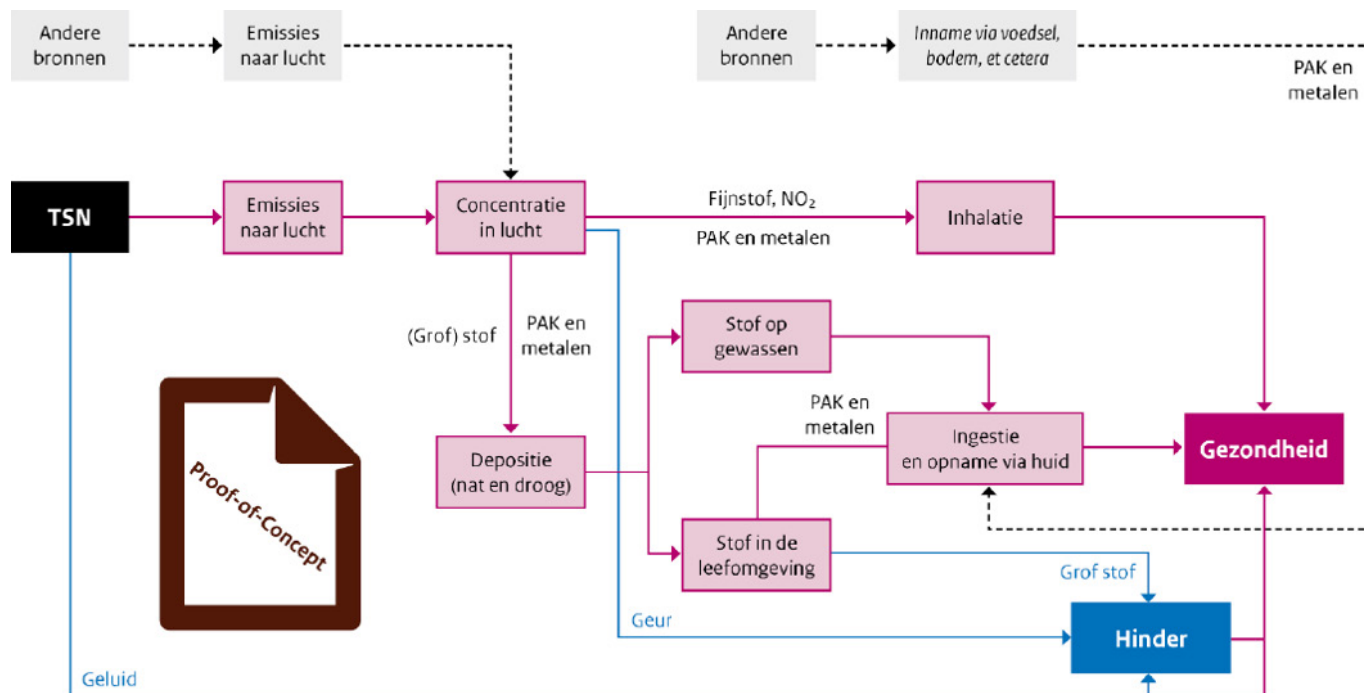 Andere
bronnen
Emissies
naar lucht
Andere
bronnen
Inname via voedsel,
bodem, et cetera
PAK en
metalen
TSN
Emissies
naar lucht
Concentratie
in lucht
Fijnstof, NO₂
PAK en metalen
Inhalatie
(Grof) stof
PAK en
metalen
Stof op
gewassen
PAK en
metalen
Depositie
(nat en droog)
Ingestie
en opname via huid
Gezondheid
Proof-of-Concept
Stof in de
leefomgeving
Grof stof
Geur
Hinder
Geluid